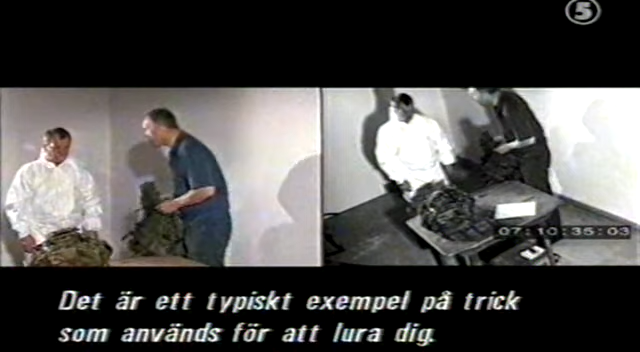 5
07:10:35:03
Det är ett typiskt exempel på trick
som används för att lura dig.